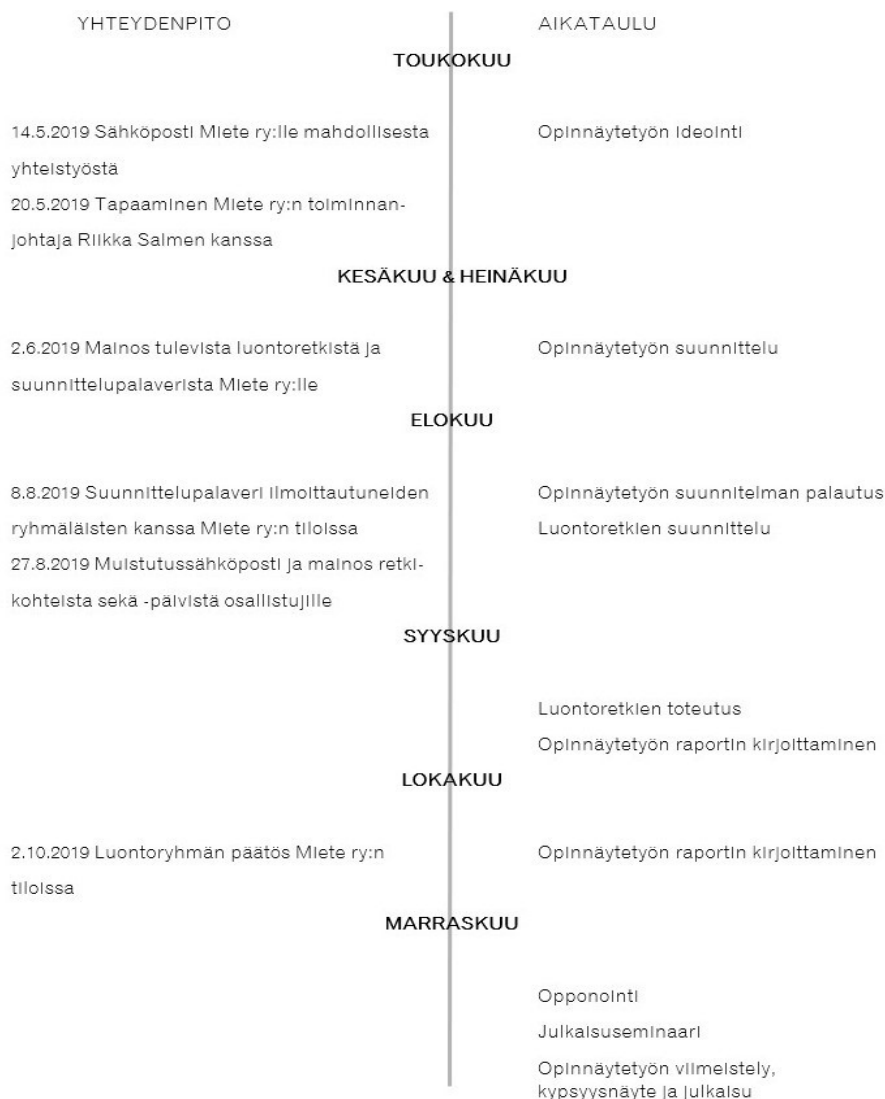 YHTEYDENPITO
AIKATAULU
TOUKOKUU
14.5.2019 Sähköposti Miete ry:lle mahdollisesta
yhteistyöstä
20.5.2019 Tapaaminen Miete ry:n toiminnan-
johtaja Riikka Salmen kanssa
Opinnäytetyön ideointi
KESÄKUU & HEINÄKUU
2.6.2019 Mainos tulevista luontoretkistä ja
suunnittelupalaverista Miete ry:lle
Opinnäytetyön suunnittelu
ELOKUU
8.8.2019 Suunnittelupalaveri ilmoittautuneiden
ryhmäläisten kanssa Miete ry:n tiloissa
27.8.2019 Muistutussähköposti ja mainos retki-
kohteista sekä -päivistä osallistujille
Opinnäytetyön suunnitelman palautus
Luontoretkien suunnittelu
SYYSKUU
Luontoretkien toteutus
Opinnäytetyön raportin kirjoittaminen
LOKAKUU
2.10.2019 Luontoryhmän päätös Miete ry:n
tiloissa
Opinnäytetyön raportin kirjoittaminen
MARRASKUU
Opponointi
Julkaisuseminaari
Opinnäytetyön viimeistely,
kypsyysnäyte ja julkaisu